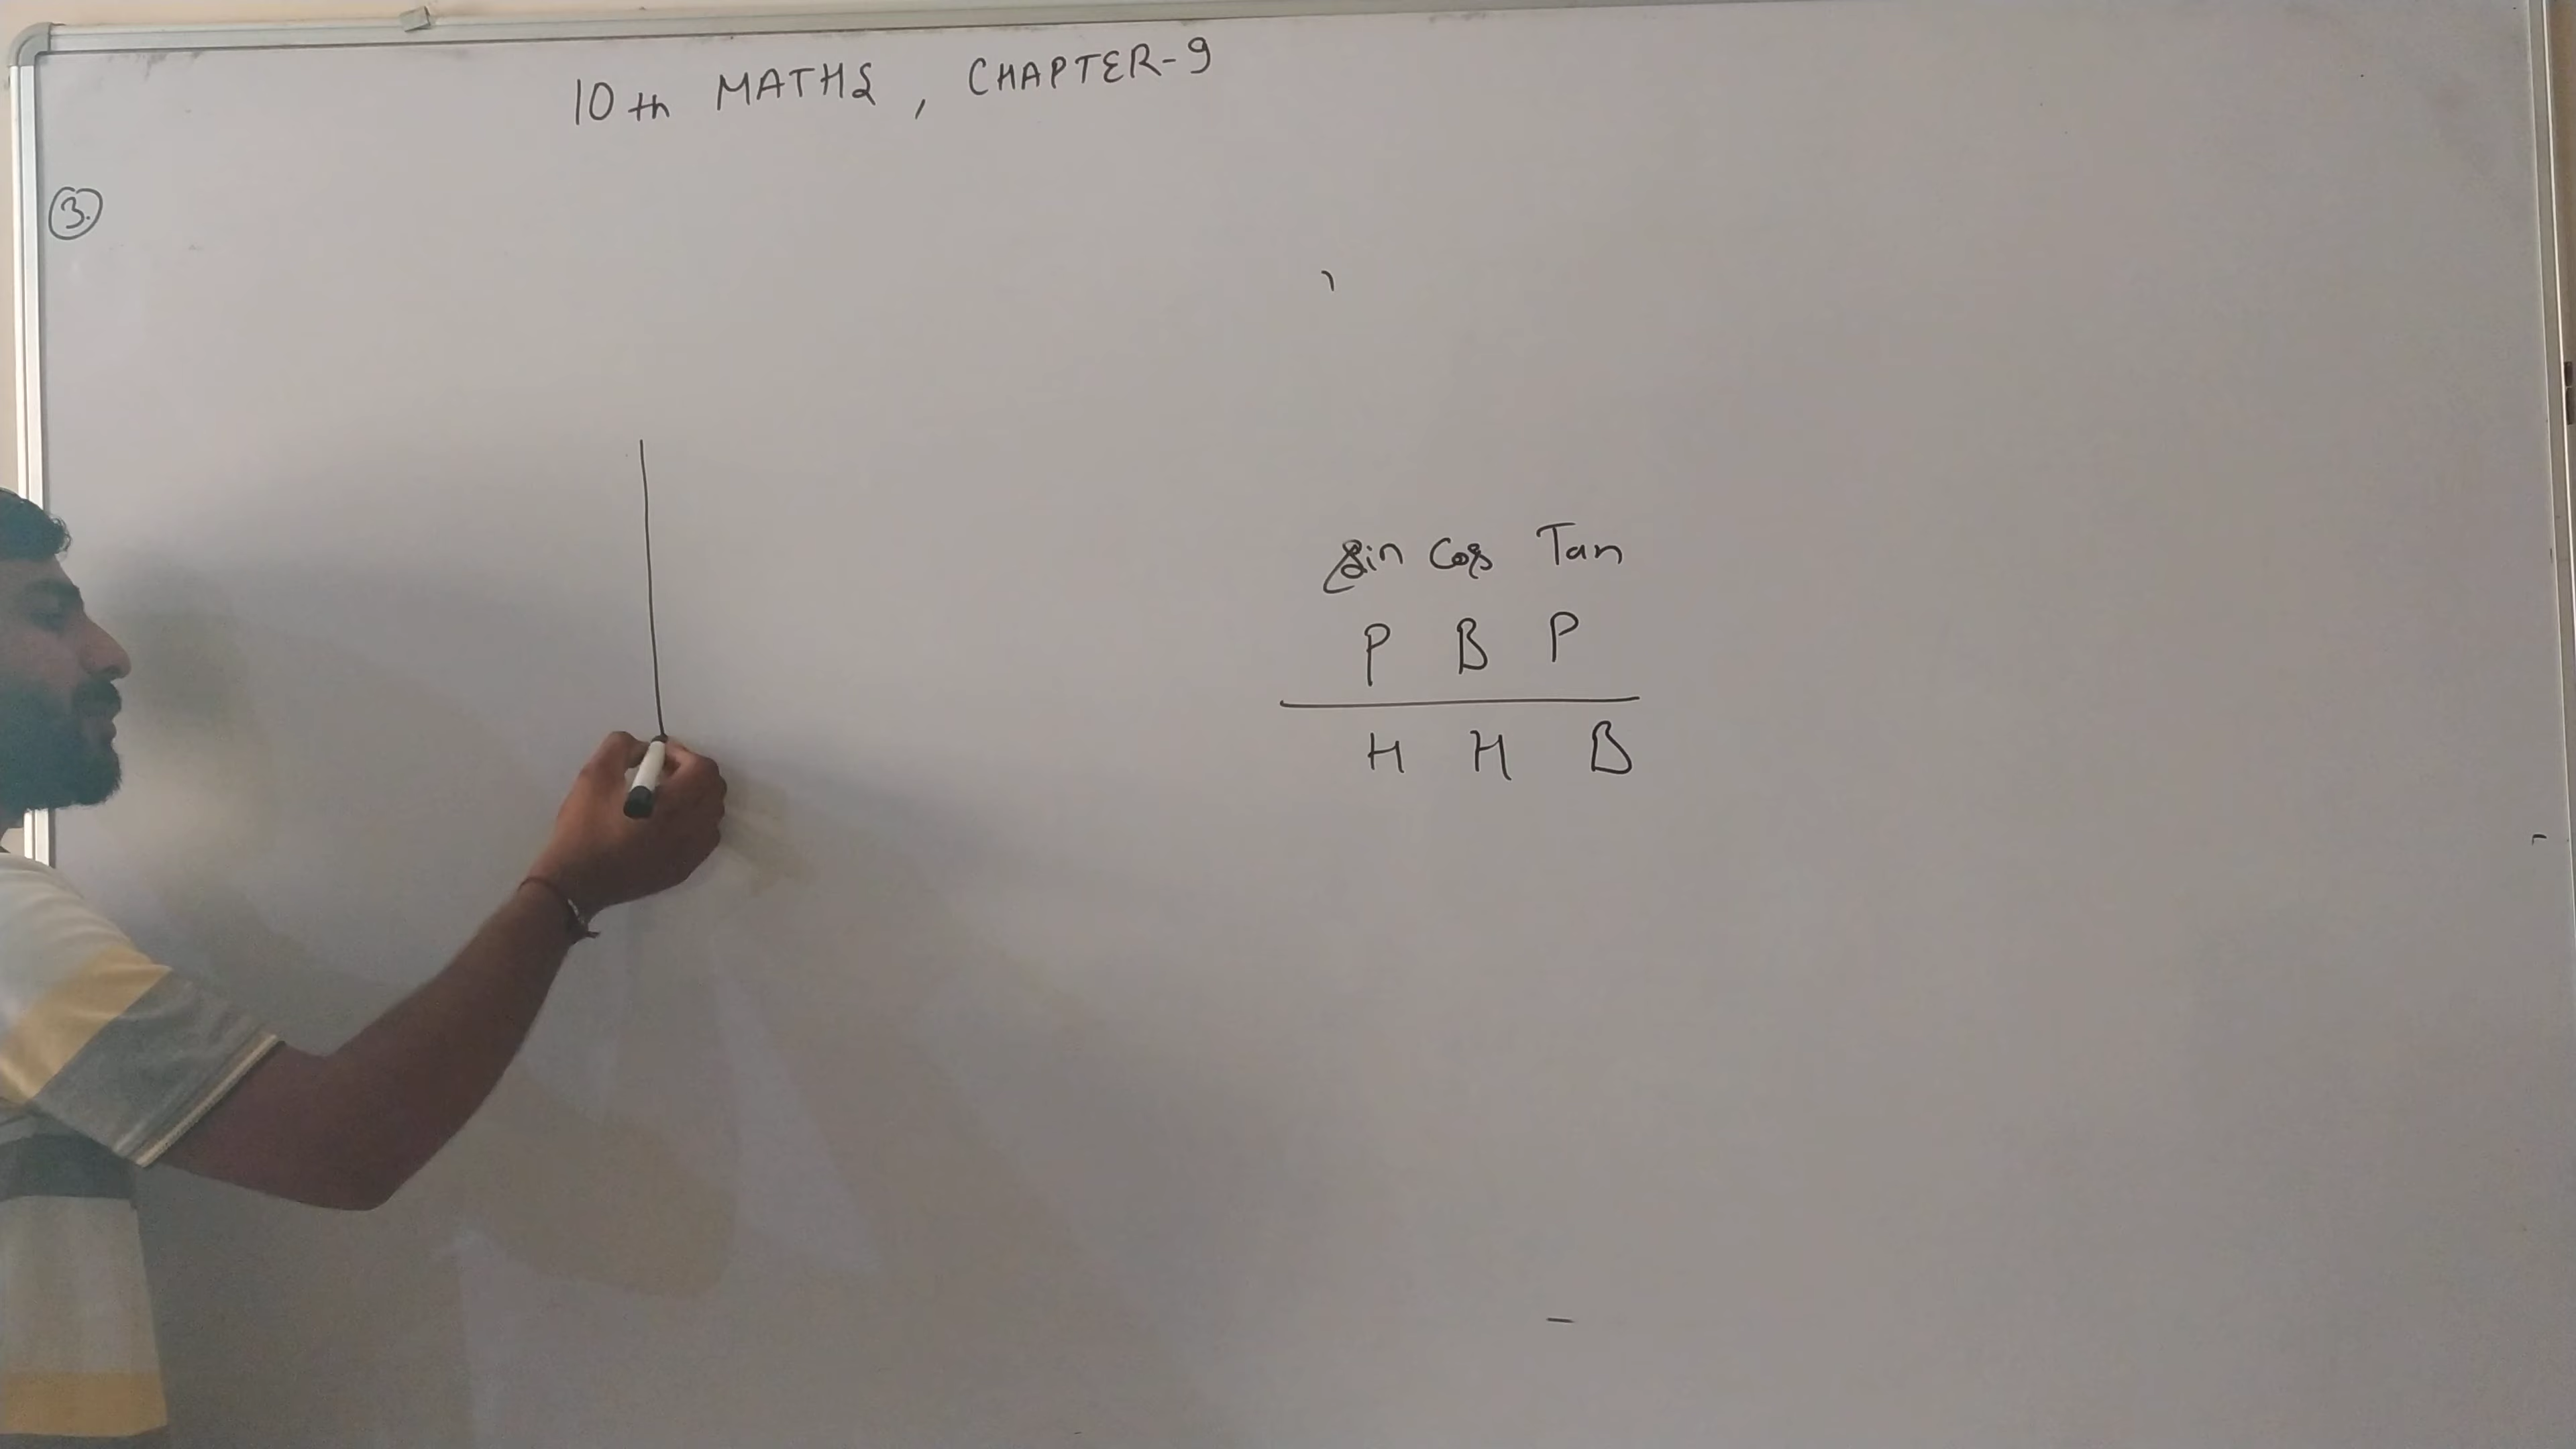 10th MATHS, CHAPTER-9
3.
Sin Cos Tan
P B P
H H B